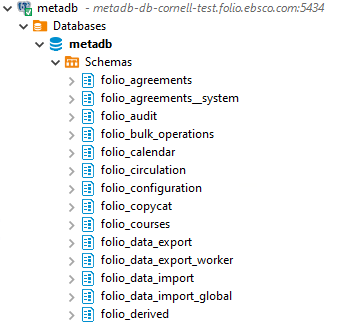 metadb - metadb-db-cornell-test.folio.ebsco.com:5434
Databases
metadb
Schemas
folio_agreements
folio_agreements__system
folio_audit
folio_bulk_operations
folio_calendar
folio_circulation
folio_configuration
folio_copycat
folio_courses
folio_data_export
folio_data_export_worker
folio_data_import
folio_data_import_global
folio_derived